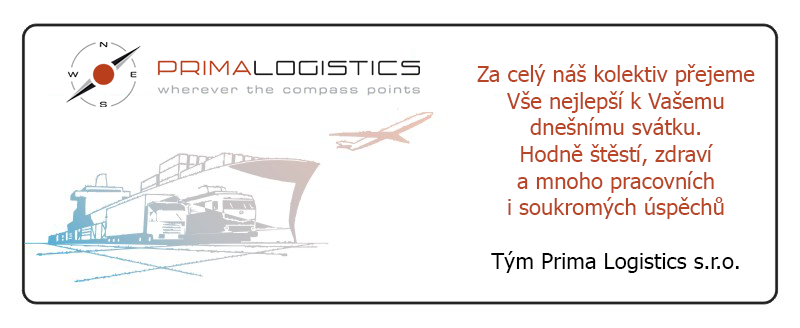 N
W E
S
PRIMALOGISTICS
wherever the compass points
Za celý náš kolektiv přejeme
Vše nejlepší k Vašemu
dnešnímu svátku.
Hodně štěstí, zdraví
a mnoho pracovních
i soukromých úspěchů
Tým Prima Logistics s.r.o.